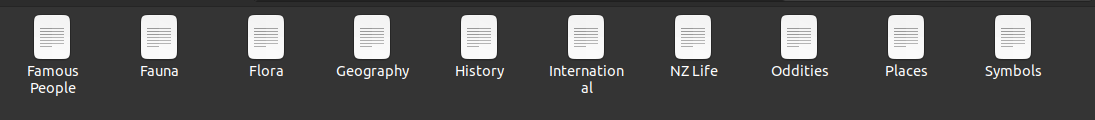 Famous
People
Fauna
Flora
Geography
History
Internation
al
NZ Life
Oddities
Places
Symbols